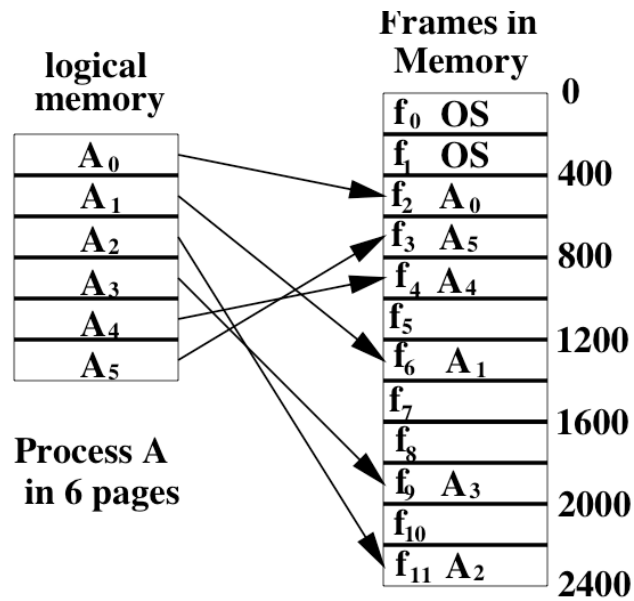 logical
memory
A0
A1
A2
A3
A4
A5
Process A
in 6 pages
Frames in
Memory
f0 OS
f1 OS
f2 A0
f3 A5
f4 A4
f5
f6 A1
f7
f8
f9 A3
f10
f11 A2
0
400
800
1200
1600
2000
2400